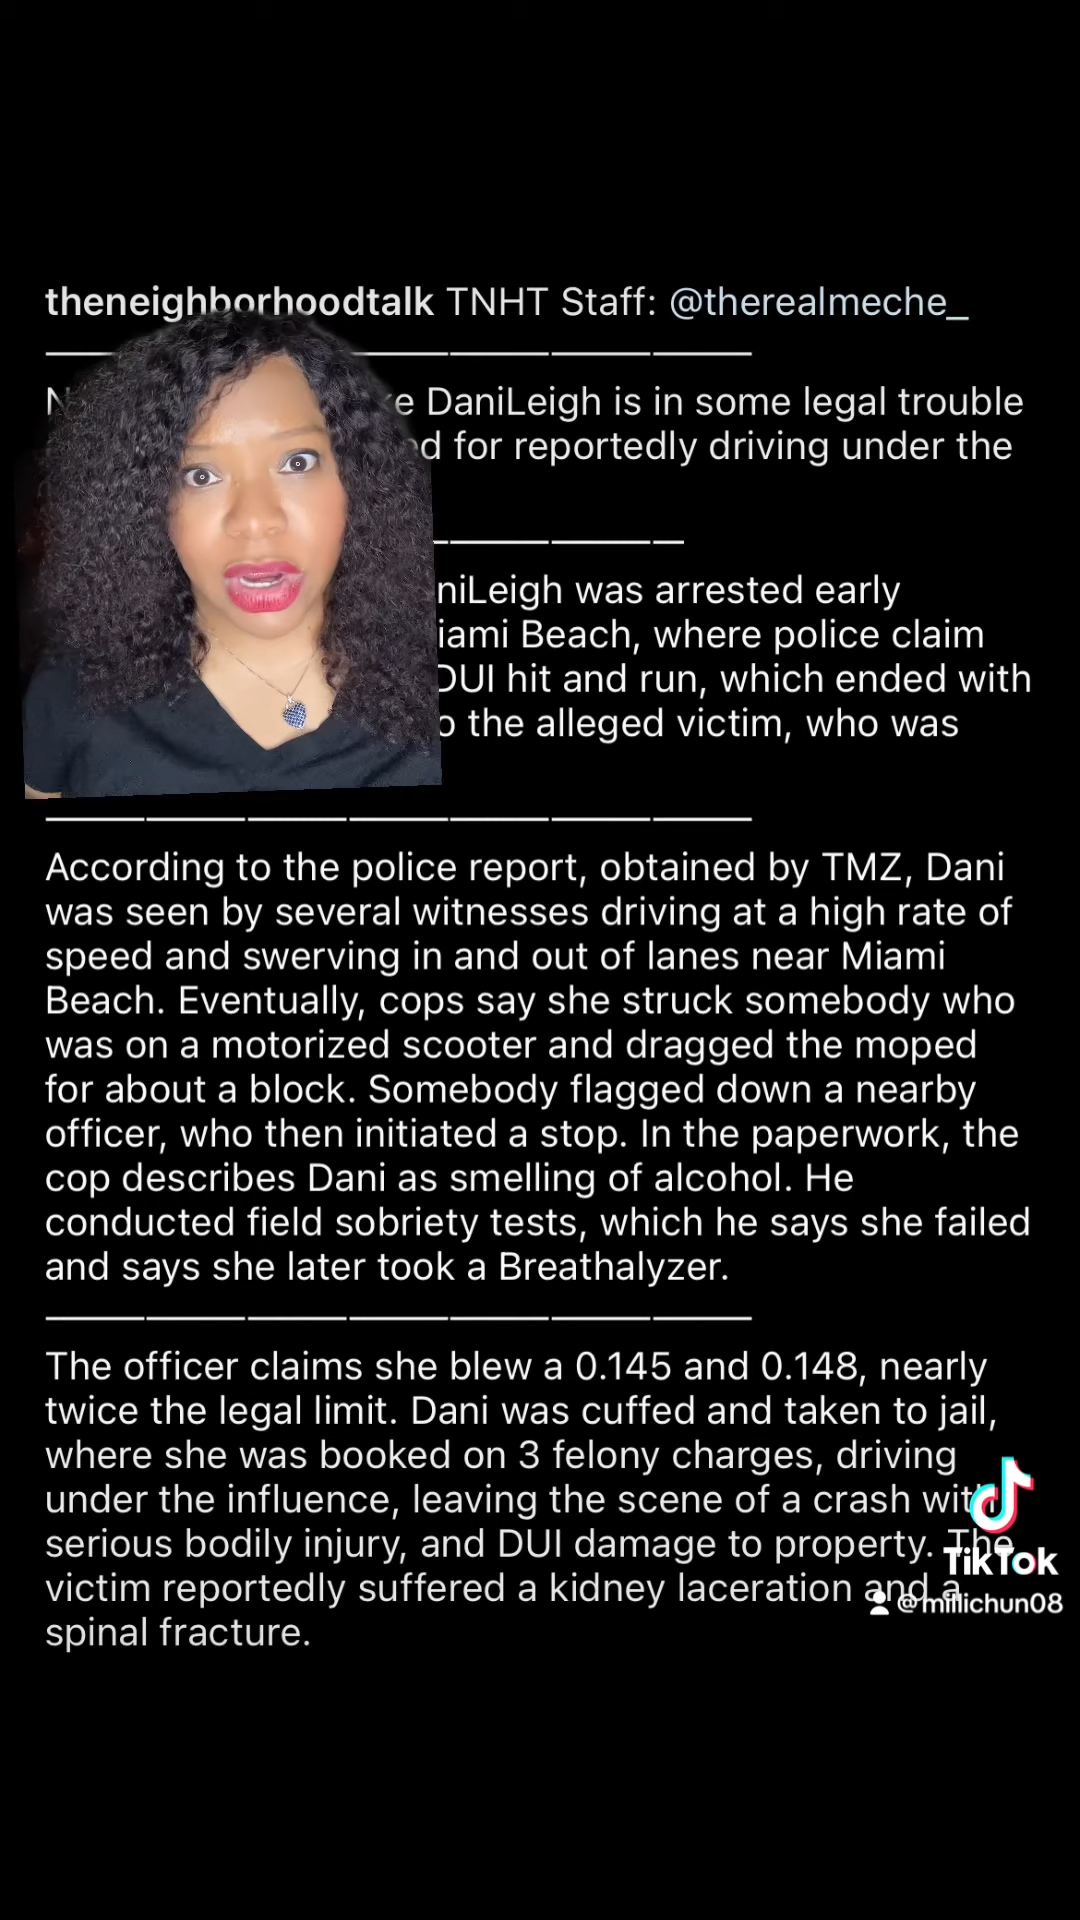 theneighborhoodtalk TNHT Staff: @therealmeche_
DaniLeigh is in some legal trouble
for reportedly driving under the
was arrested early
Beach, where police claim
DUI hit and run, which ended with
the alleged victim, who was
According to the police report, obtained by TMZ, Dani
was seen by several witnesses driving at a high rate of
speed and swerving in and out of lanes near Miami
Beach. Eventually, cops say she struck somebody who
was on a motorized scooter and dragged the moped
for about a block. Somebody flagged down a nearby
officer, who then initiated a stop. In the paperwork, the
cop describes Dani as smelling of alcohol. He
conducted field sobriety tests, which he says she failed
and says she later took a Breathalyzer.
The officer claims she blew a 0.145 and 0.148, nearly
twice the legal limit. Dani was cuffed and taken to jail,
where she was booked on 3 felony charges, driving
under the influence, leaving the scene of a crash with
serious bodily injury, and DUI damage to property. The
victim reportedly suffered a kidney laceration and a
spinal fracture.
TikTok
@millichun08